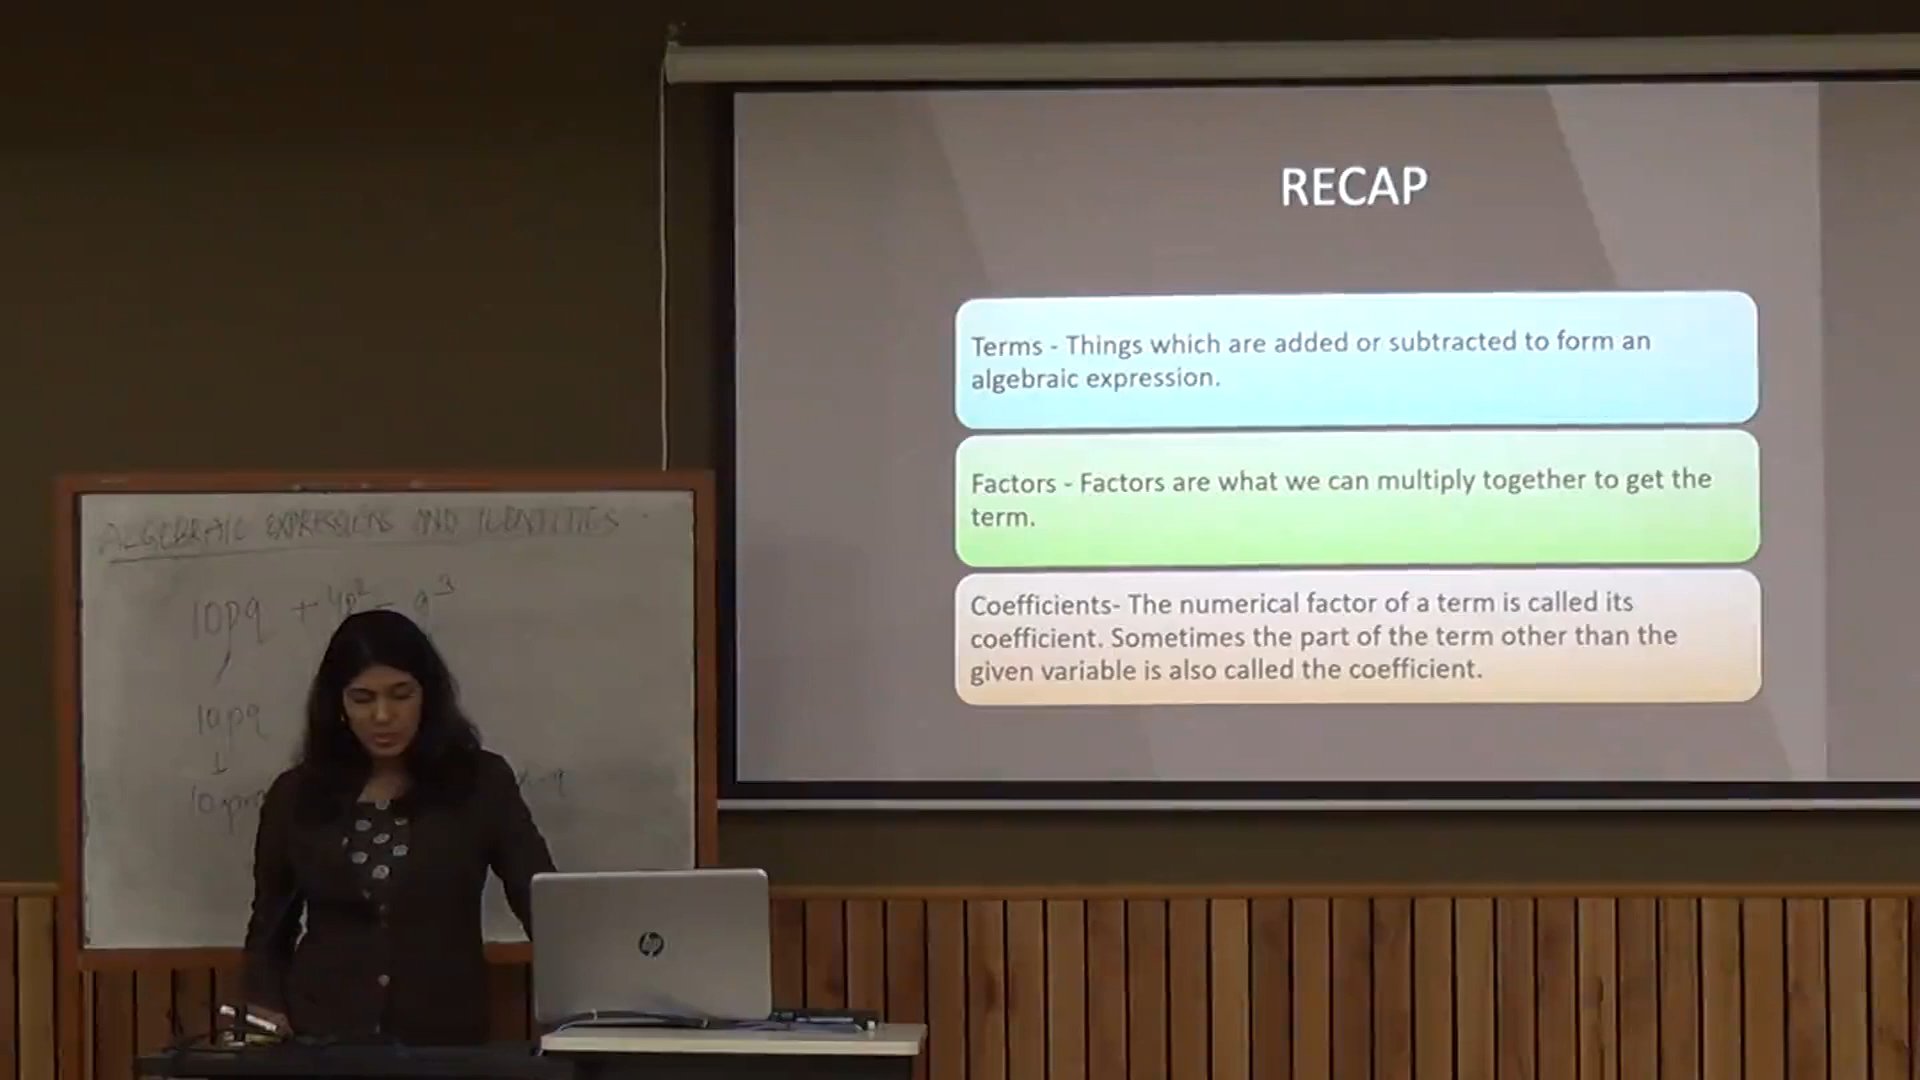 RECAP
Terms - Things which are added or subtracted to form an
algebraic expression.
Factors - Factors are what we can multiply together to get the
term.
Coefficients- The numerical factor of a term is called its
coefficient. Sometimes the part of the term other than the
given variable is also called the coefficient.
ALGEBRAIC EXPRESSIONS AND IDENTITIES
10pq + 4p² - q³
10pq
hp